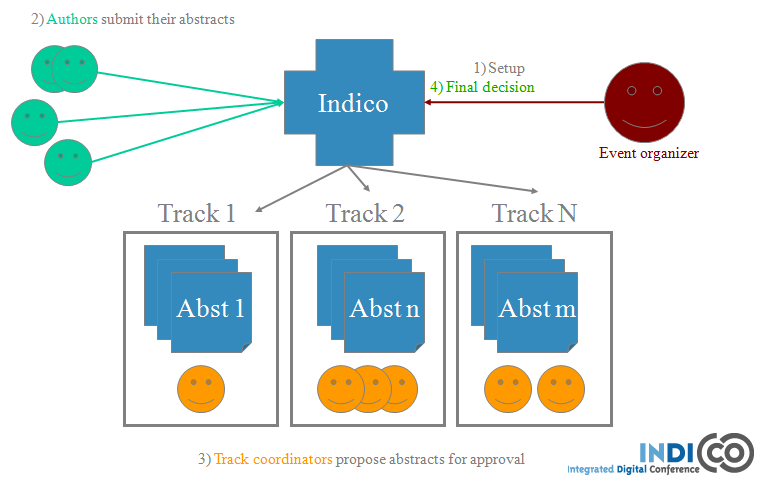 2) Authors submit their abstracts
1) Setup
4) Final decision
Indico
Event organizer
Track 1
Track 2
Track N
Abst 1
Abst n
Abst m
3) Track coordinators propose abstracts for approval
INDICO
Integrated Digital Conference